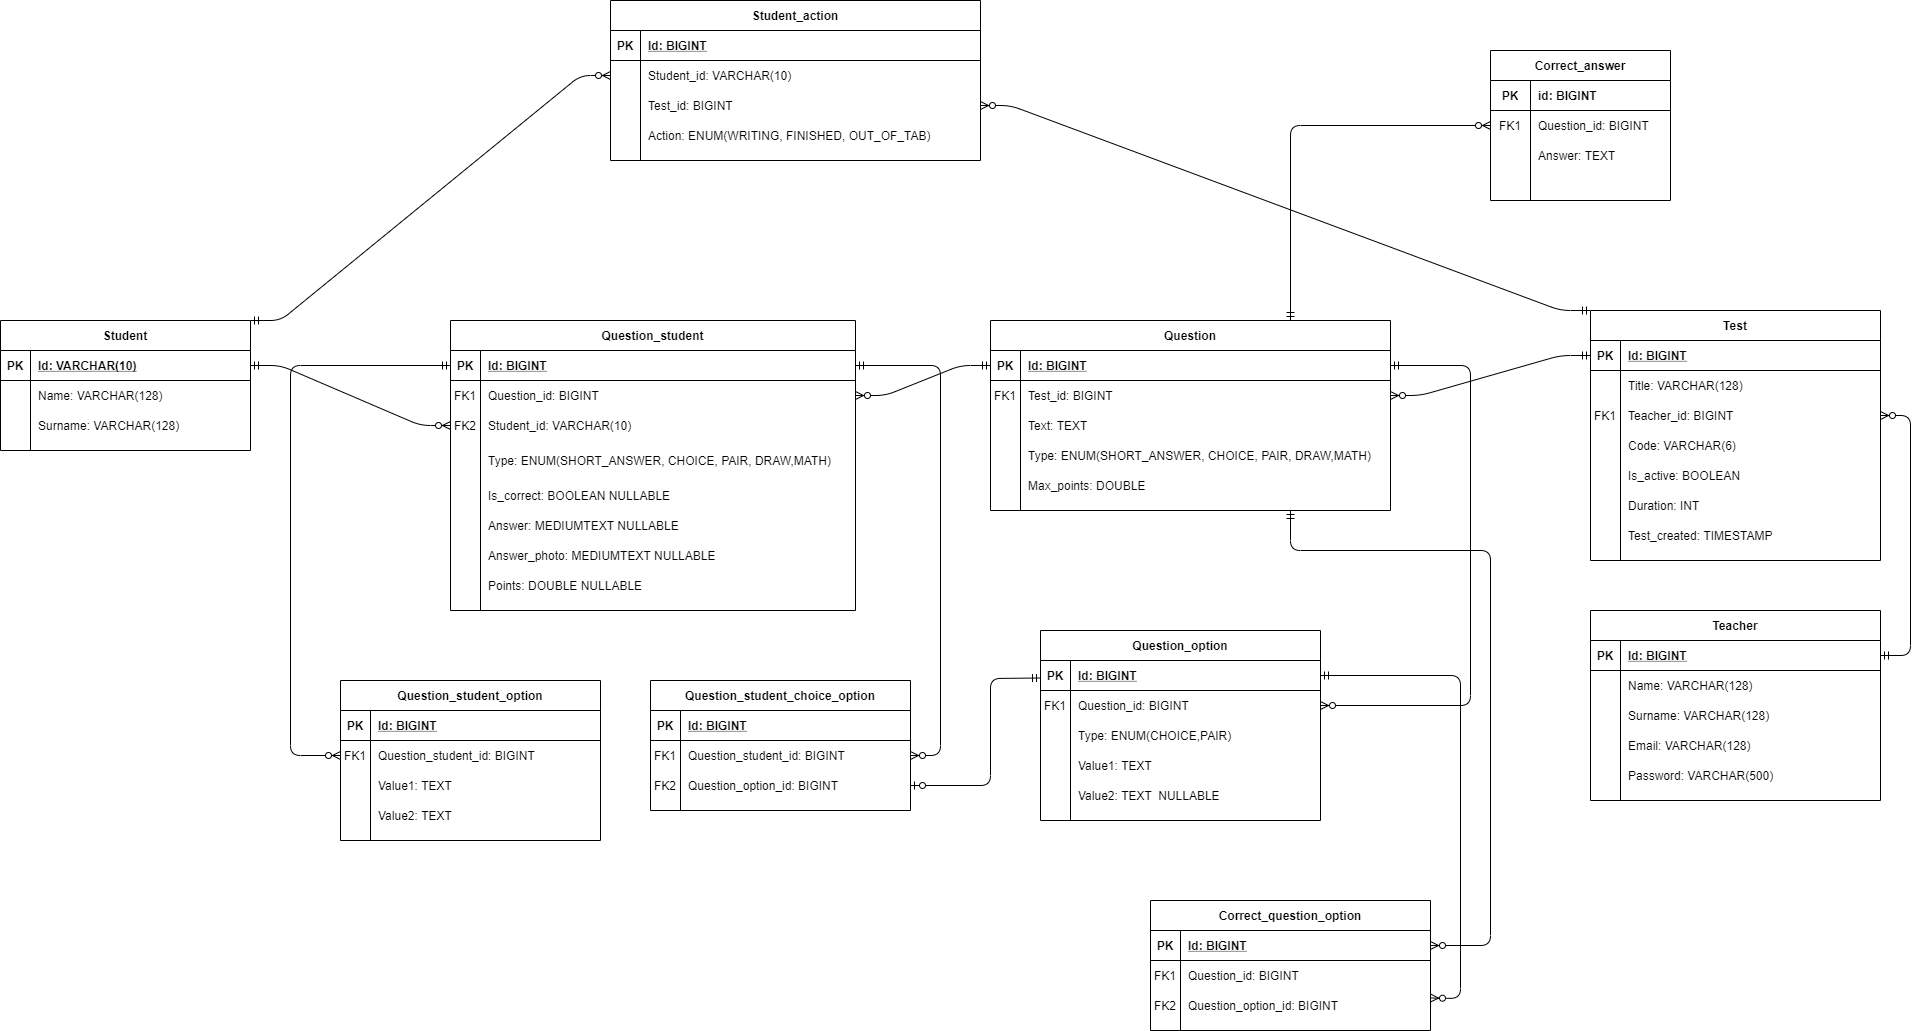 Student_action
PK Id: BIGINT
Student_id: VARCHAR(10)
Test_id: BIGINT
Action: ENUM(WRITING, FINISHED, OUT_OF_TAB)
Correct_answer
PK id: BIGINT
FK1 Question_id: BIGINT
Answer: TEXT
Student
PK Id: VARCHAR(10)
Name: VARCHAR(128)
Surname: VARCHAR(128)
Question_student
PK Id: BIGINT
FK1 Question_id: BIGINT
FK2 Student_id: VARCHAR(10)
Type: ENUM(SHORT_ANSWER, CHOICE, PAIR, DRAW,MATH)
Is_correct: BOOLEAN NULLABLE
Answer: MEDIUMTEXT NULLABLE
Answer_photo: MEDIUMTEXT NULLABLE
Points: DOUBLE NULLABLE
Question
PK Id: BIGINT
FK1 Test_id: BIGINT
Text: TEXT
Type: ENUM(SHORT_ANSWER, CHOICE, PAIR, DRAW,MATH)
Max_points: DOUBLE
Test
PK Id: BIGINT
Title: VARCHAR(128)
FK1 Teacher_id: BIGINT
Code: VARCHAR(6)
Is_active: BOOLEAN
Duration: INT
Test_created: TIMESTAMP
Teacher
PK Id: BIGINT
Name: VARCHAR(128)
Surname: VARCHAR(128)
Email: VARCHAR(128)
Password: VARCHAR(500)
Question_student_option
PK Id: BIGINT
FK1 Question_student_id: BIGINT
Value1: TEXT
Value2: TEXT
Question_student_choice_option
PK Id: BIGINT
FK1 Question_student_id: BIGINT
FK2 Question_option_id: BIGINT
Question_option
PK Id: BIGINT
FK1 Question_id: BIGINT
Type: ENUM(CHOICE,PAIR)
Value1: TEXT
Value2: TEXT  NULLABLE
Correct_question_option
PK Id: BIGINT
FK1 Question_id: BIGINT
FK2 Question_option_id: BIGINT